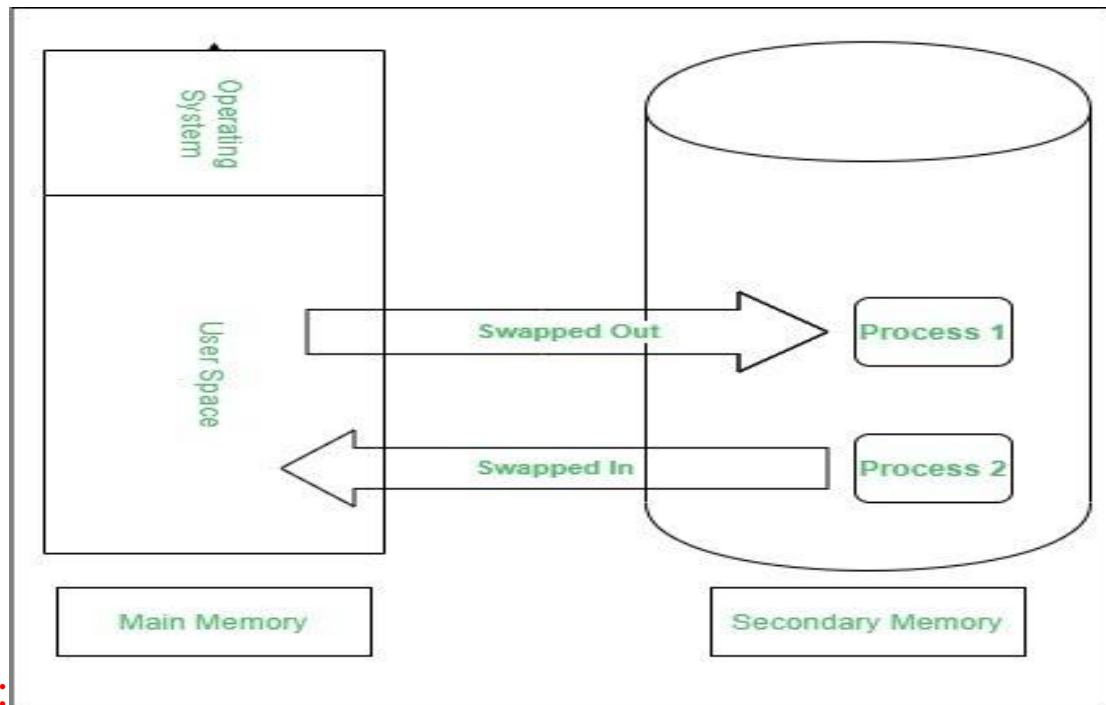 Operating
System
User Space
Swapped Out
Process 1
Swapped In
Process 2
Main Memory
Secondary Memory
: